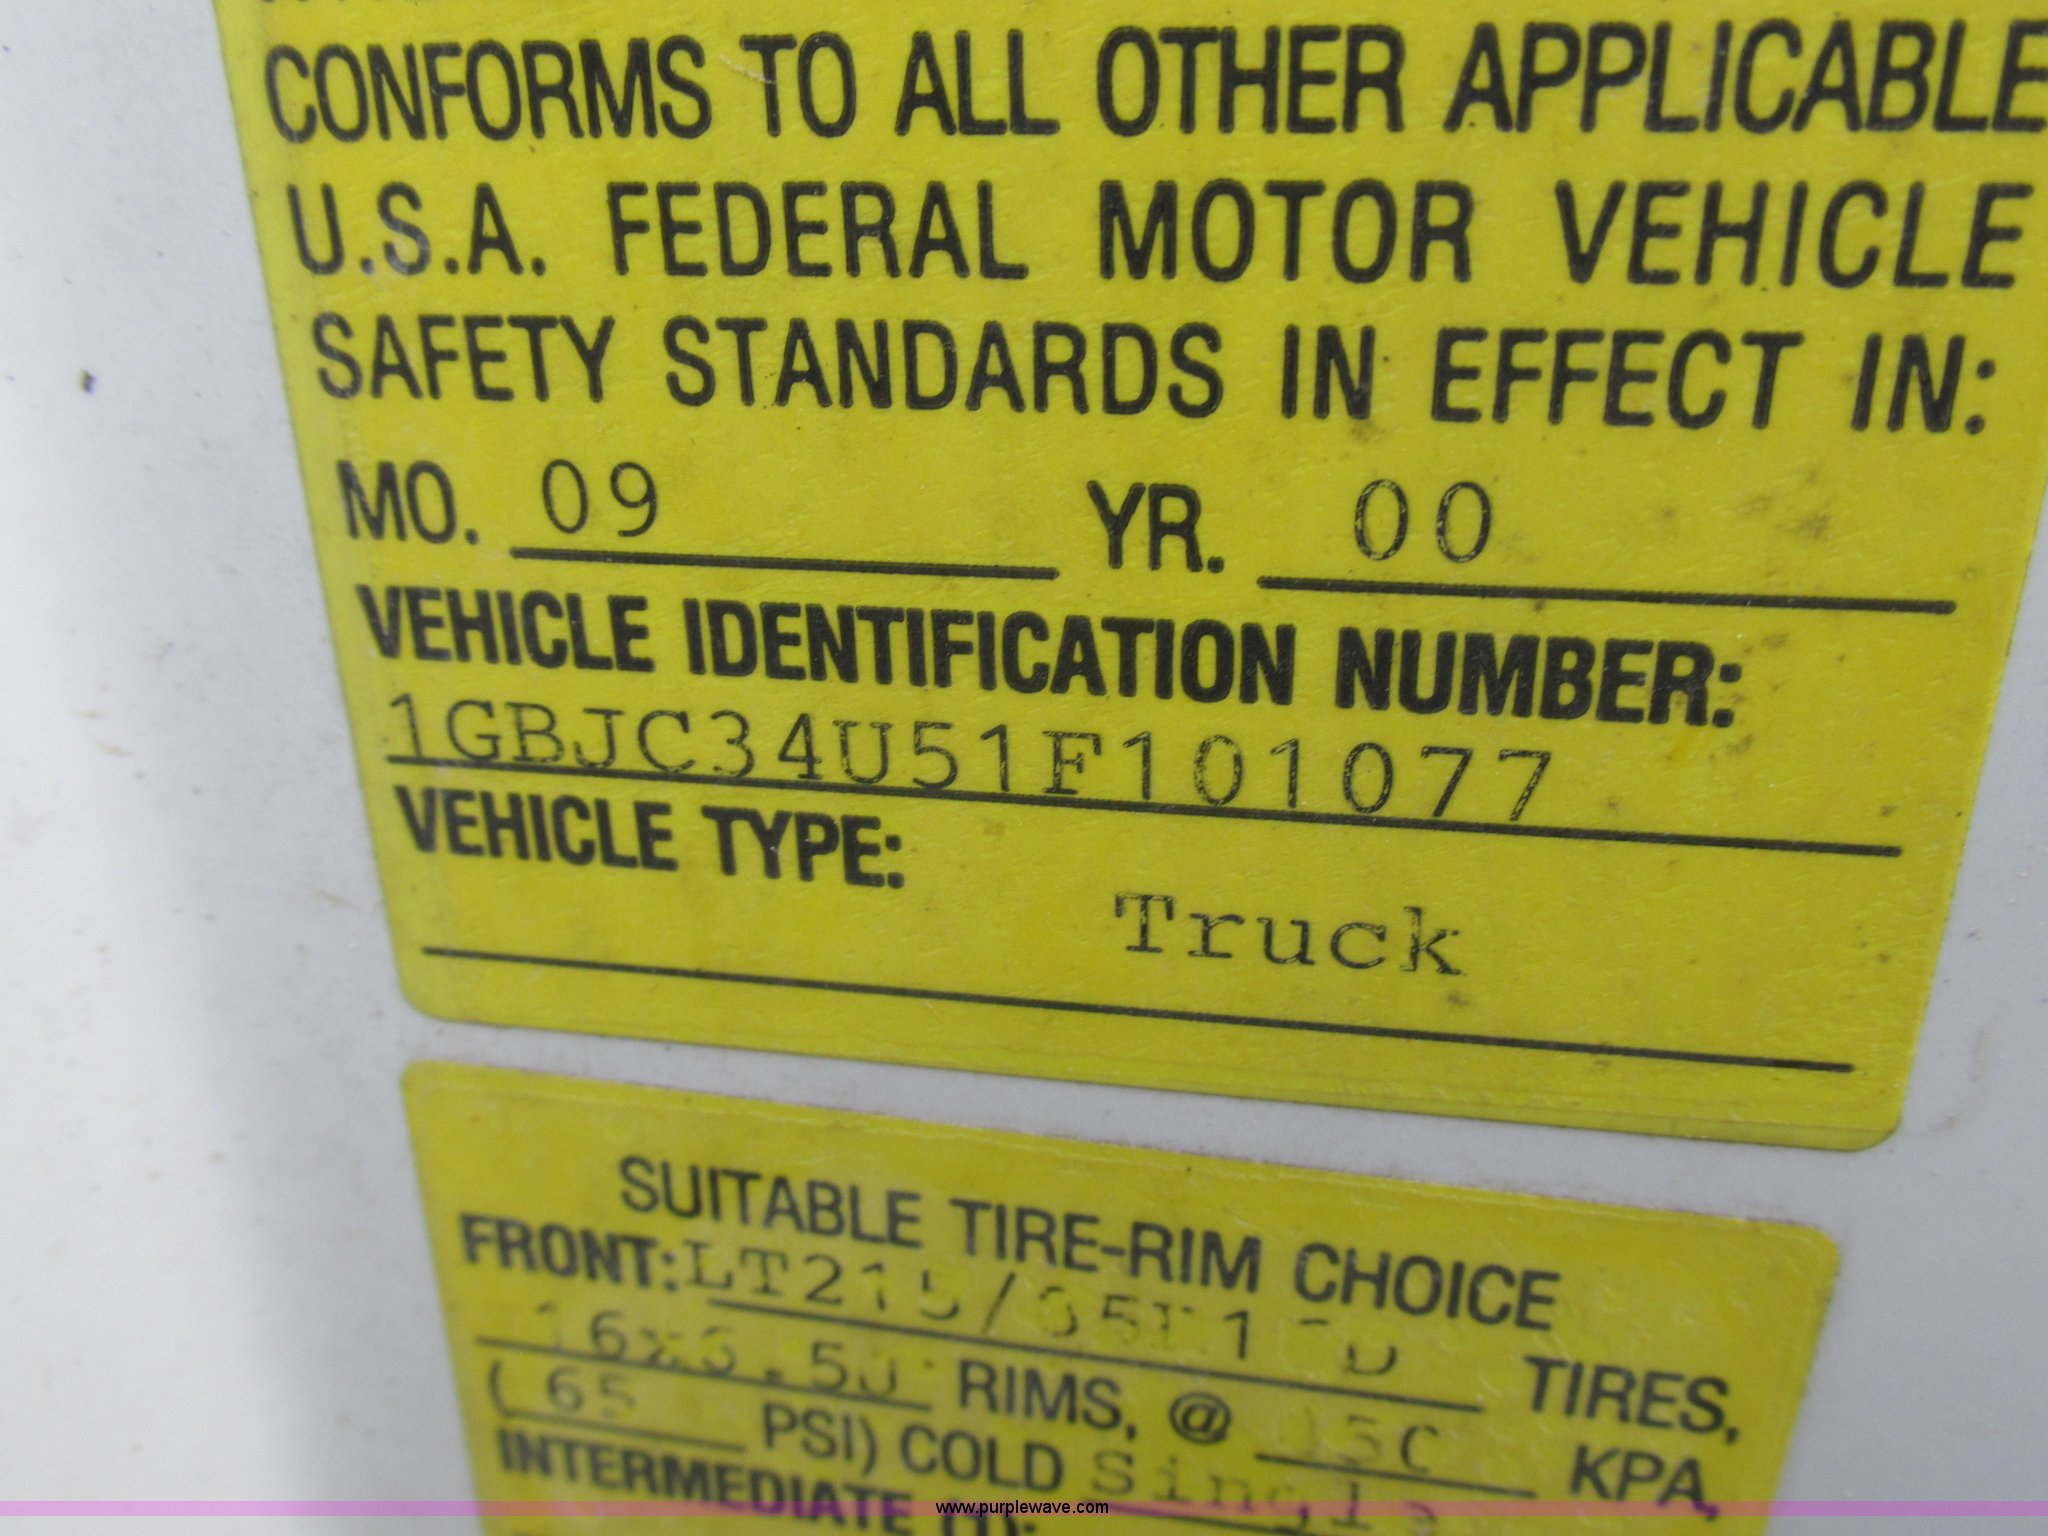 CONFORMS TO ALL OTHER APPLICABLE
U.S.A. FEDERAL MOTOR VEHICLE
SAFETY STANDARDS IN EFFECT IN:
MO. 09 YR. 00
VEHICLE IDENTIFICATION NUMBER:
1GBJC34U51F101077
VEHICLE TYPE:
Truck
SUITABLE TIRE-RIM CHOICE
FRONT: TIRES,
RIMS, @ KPA,
(65 PSI) COLD
INTERMEDIATE (1):
www.purplewave.com